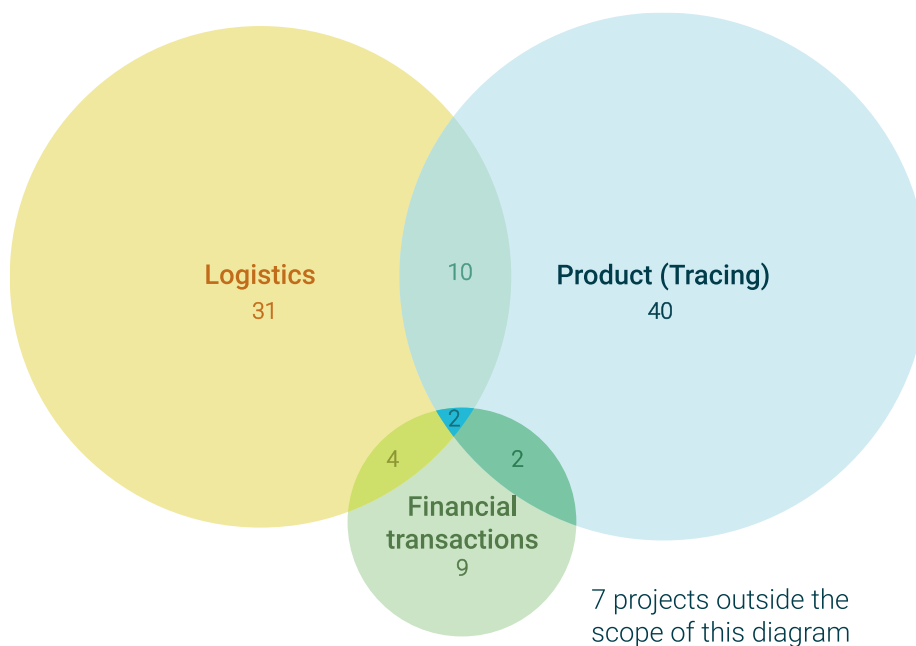 Logistics
31
10
Product (Tracing)
40
2
4
2
Financial
transactions
9
7 projects outside the
scope of this diagram